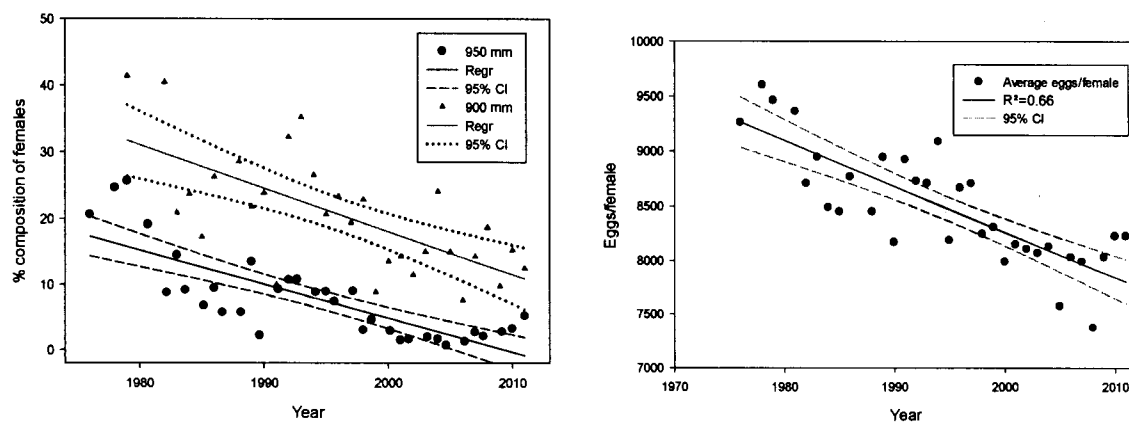 50
40
30
20
10
0
% composition of females
950 mm
Regr
95% CI
900 mm
Regr
95% CI
1980
1990
2000
2010
Year
10000
9500
9000
8500
8000
7500
7000
Eggs/female
Average eggs/female
R²=0.66
95% CI
1970
1980
1990
2000
2010
Year